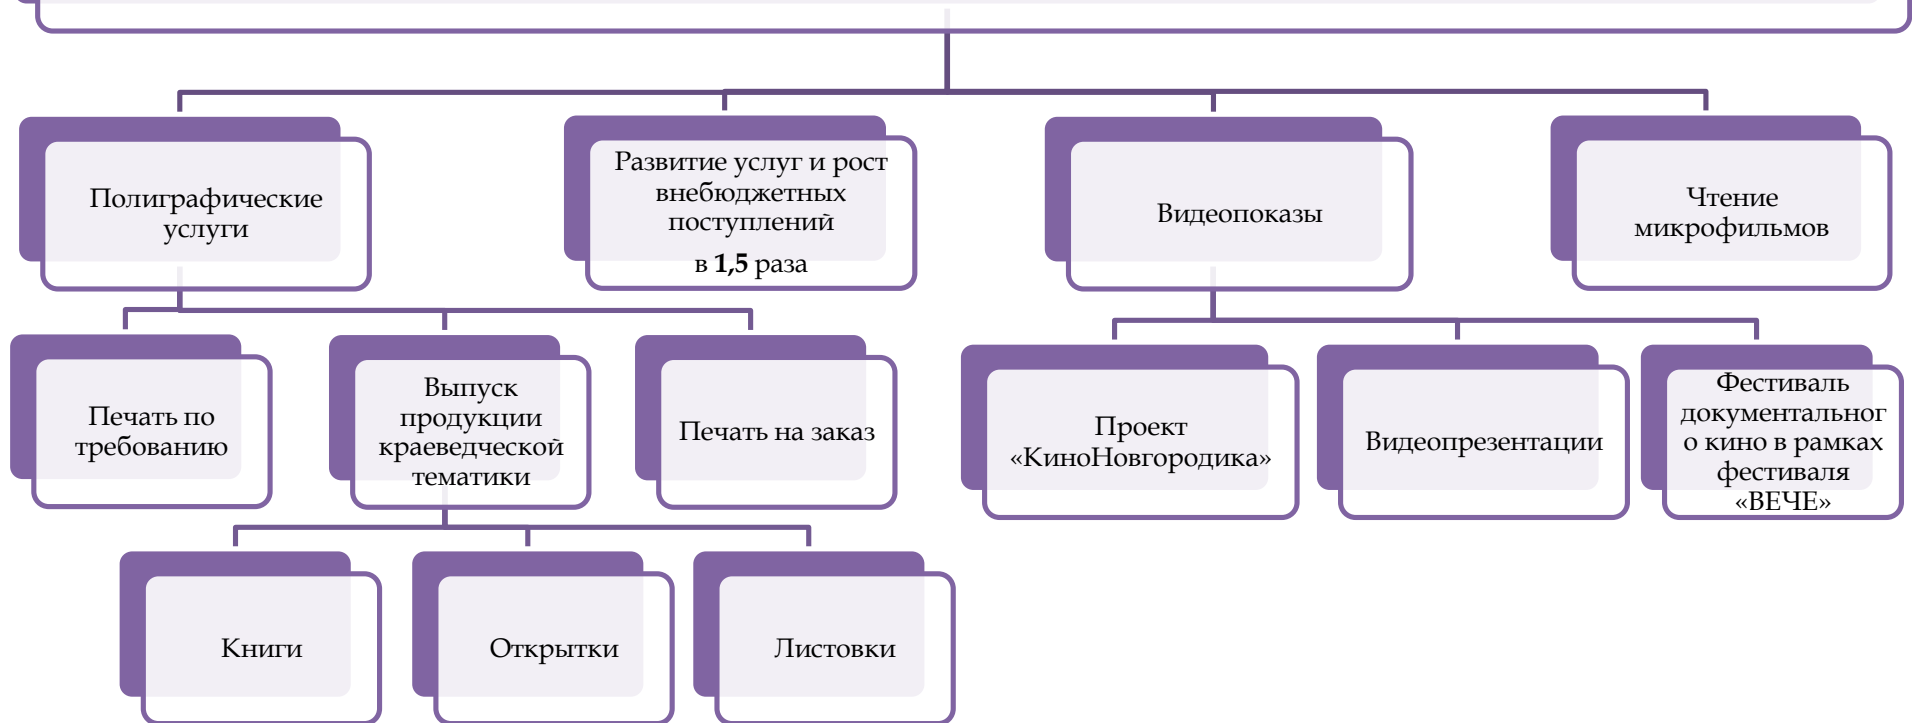 Полиграфические
услуги
Развитие услуг и рост
внебюджетных
поступлений
в 1,5 раза
Видеопоказы
Чтение
микрофильмов
Печать по
требованию
Выпуск
продукции
краеведческой
тематики
Печать на заказ
Проект
«КиноНовгородика»
Видеопрезентации
Фестиваль
документальног
о кино в рамках
фестиваля
«ВЕЧЕ»
Книги
Открытки
Листовки